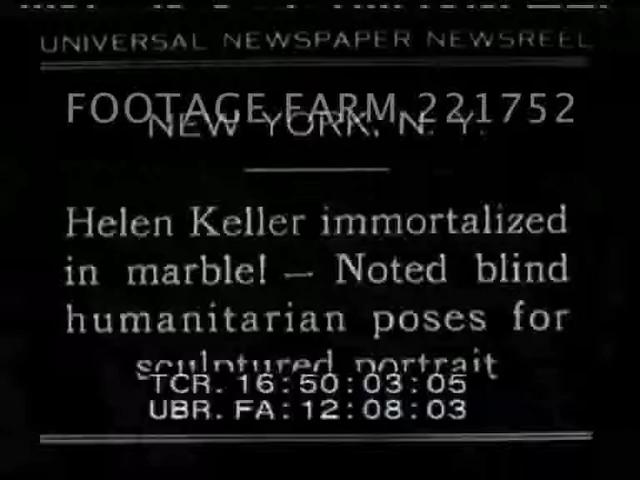 UNIVERSAL NEWSPAPER NEWSREEL
FOOTAGE FARM 221752
NEW YORK, N. Y.
Helen Keller immortalized
in marble! — Noted blind
humanitarian poses for
sculptured portrait
TCR. 16:50:03:05
UBR. FA:12:08:03